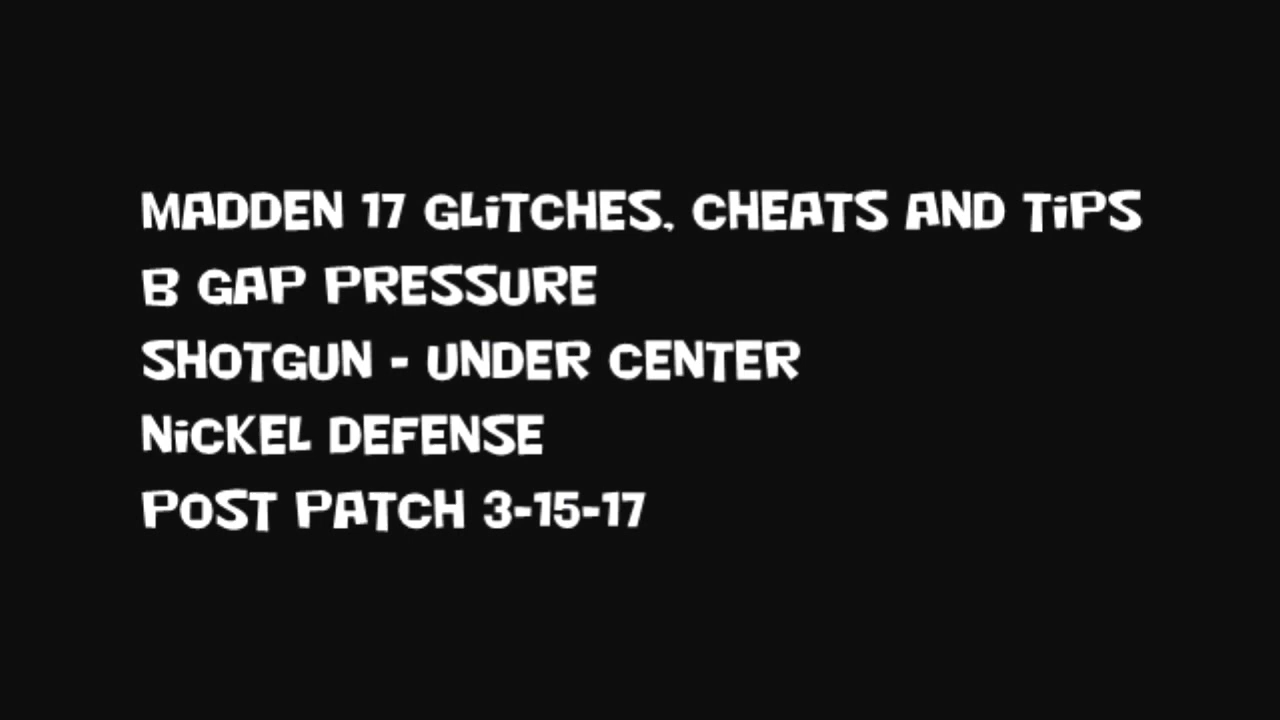 MADDEN 17 GLiTCHES, CHEATS AND TiPS
B GAP PRESSURE
SHOTGUN - UNDER CENTER
NiCKEL DEFENSE
POST PATCH 3-15-17